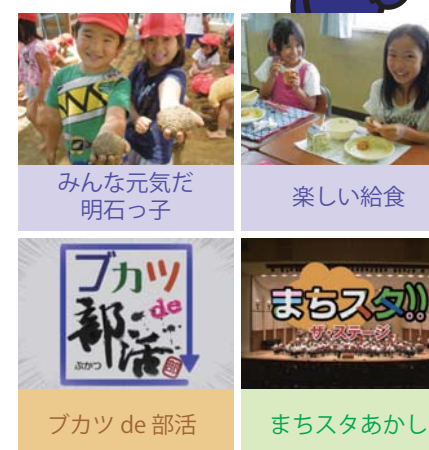 みんな元気だ
明石っ子
楽しい給食
ブカツ
de
部活
ぶかつ
まちスタ!!
ザ・ステージ
ブカツ de 部活
まちスタあかし